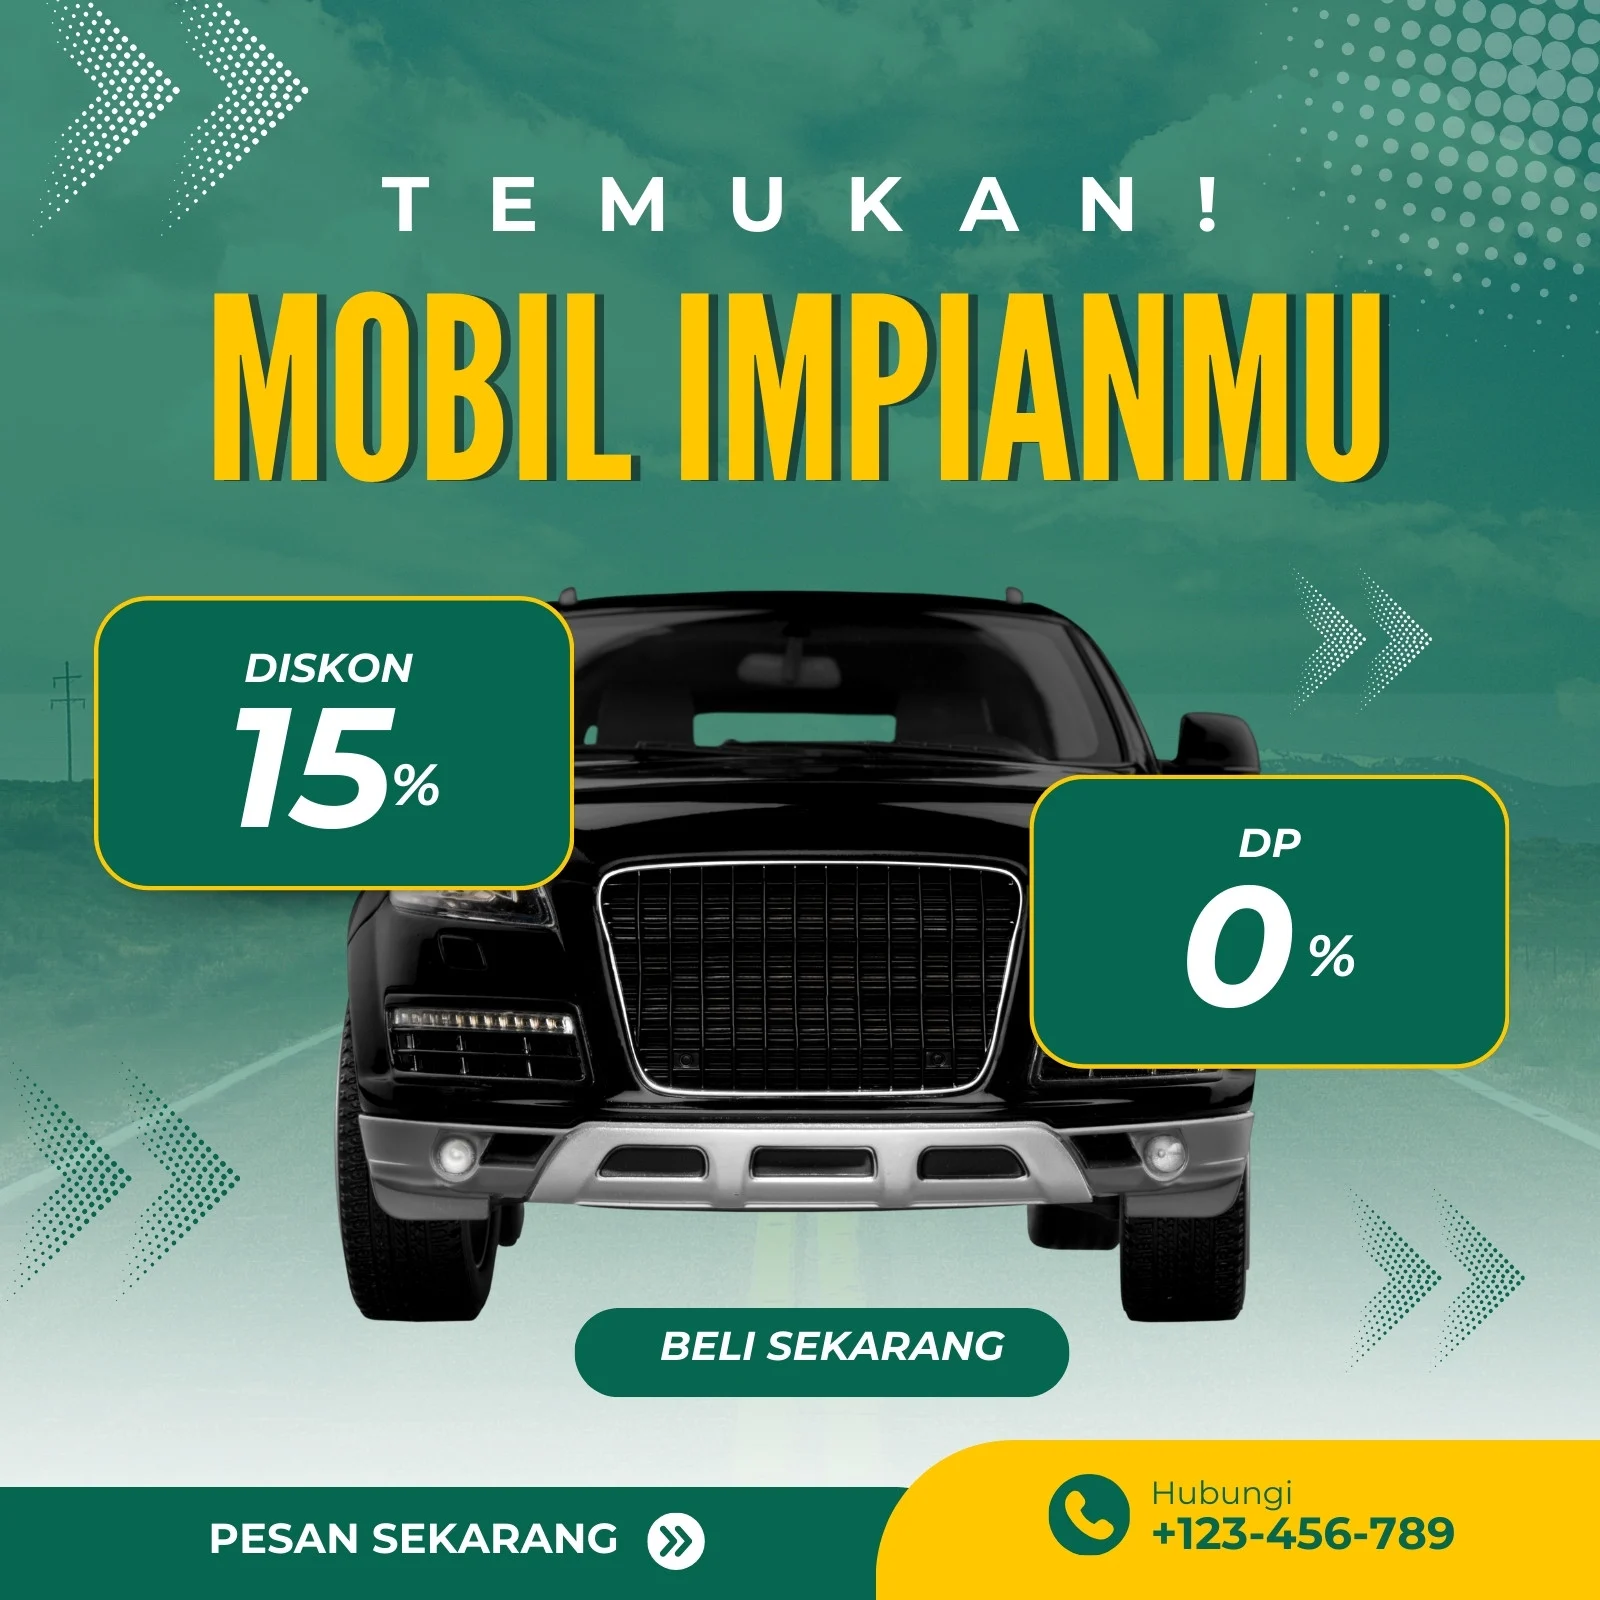 TEMUKAN!
MOBIL IMPIANMU
DISKON
15%
DP
0 %
BELI SEKARANG
PESAN SEKARANG
Hubungi
+123-456-789